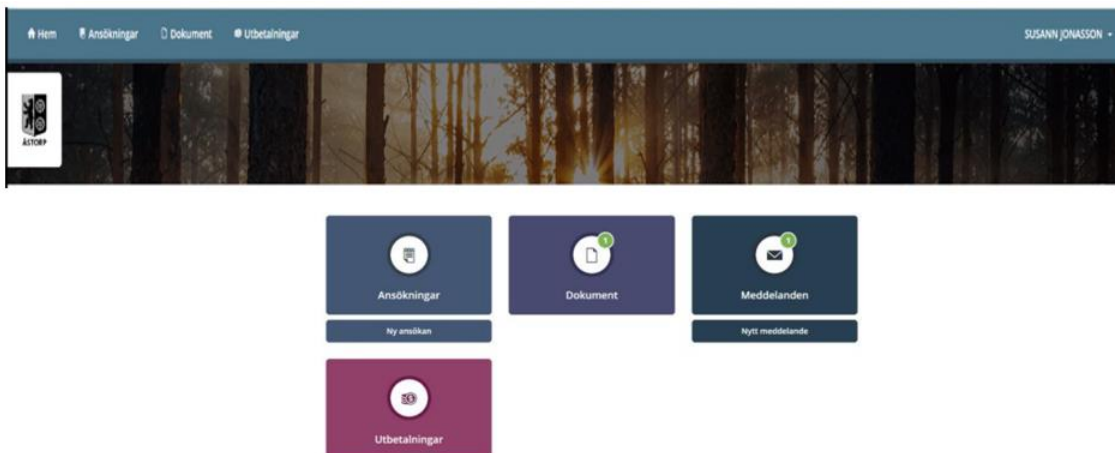 Hem Ansökningar Dokument Utbetalningar SUSANN JONASSON
ÅSTORP
Ansökningar
1
Dokument
1
Meddelanden
Ny ansökan
Nytt meddelande
Utbetalningar